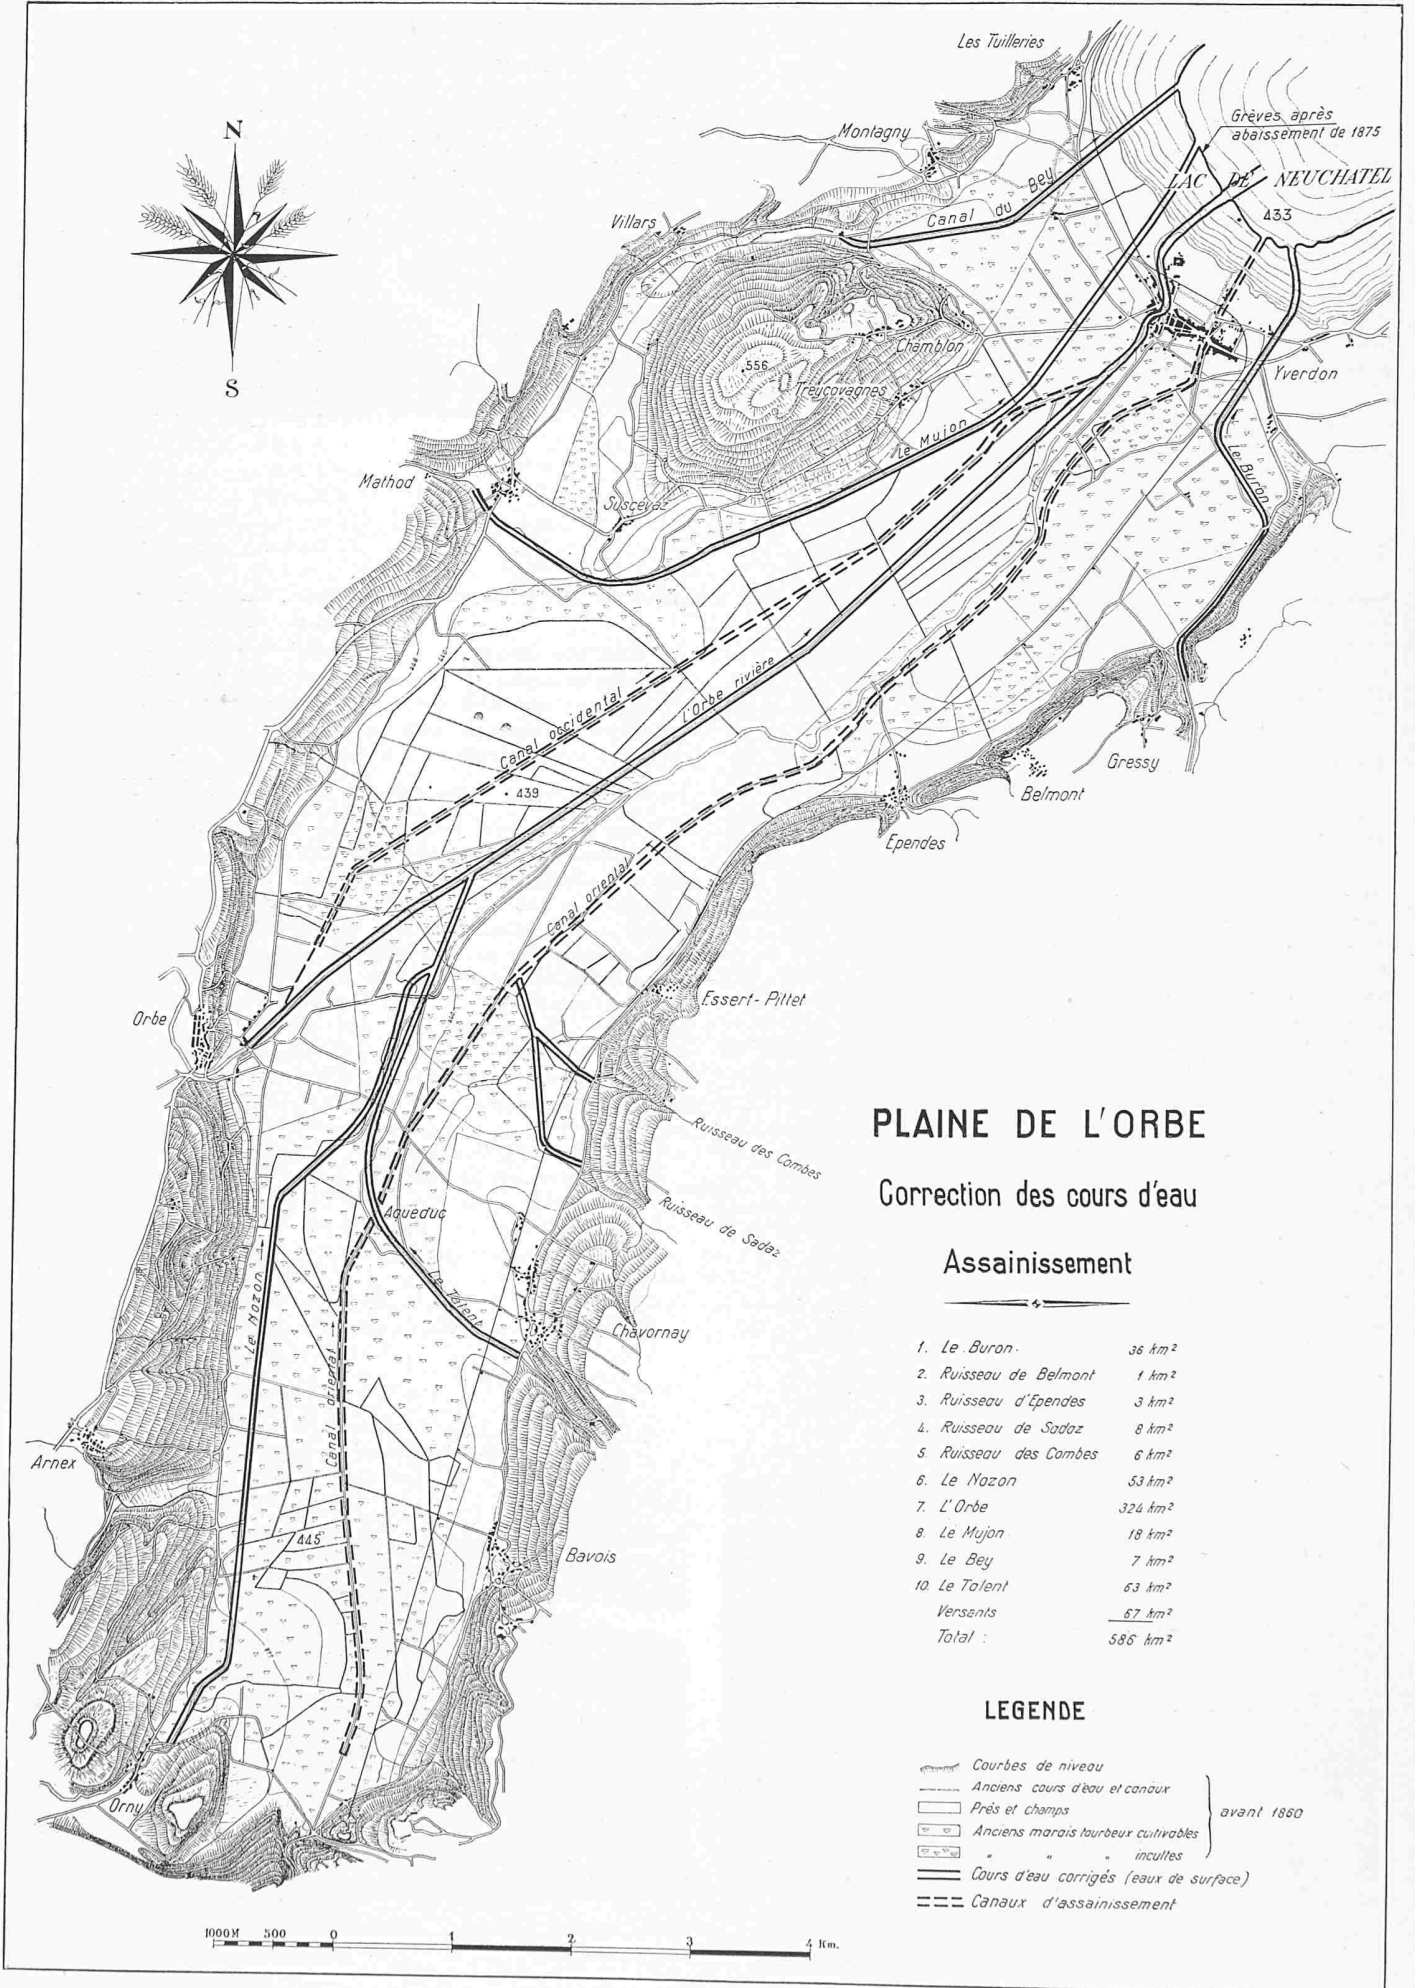 Les Tuilleries
Grèves après
abaissement de 1875
N
Montagny
LAC DE NEUCHATEL
Canal du Bey
433
Villars
S
Chamblon
556
Treycovagnes
Yverdon
Le Mujon
Le Buron
Mathod
Suscévaz
Canal occidental
L'Orbe rivière
439
Gressy
Belmont
Ependes
Canal oriental
Essert-Pittet
Orbe
Ruisseau des Combes
Ruisseau de Sadaz
Aqueduc
Le Talent
Le Nozon
Canal oriental
Chavornay
Arnex
445
Bavois
Orny
PLAINE DE L'ORBE
Correction des cours d'eau
Assainissement
1. Le Buron. 36 km²
2. Ruisseau de Belmont 1 km²
3. Ruisseau d'Ependes 3 km²
4. Ruisseau de Sadaz 8 km²
5. Ruisseau des Combes 6 km²
6. Le Nozon 53 km²
7. L'Orbe 324 km²
8. Le Mujon 18 km²
9. Le Bey 7 km²
10. Le Talent 63 km²
Versants 67 km²
Total : 586 km²
LEGENDE
Courbes de niveau
Anciens cours d'eau et canaux
Prés et champs
avant 1860
Anciens marais tourbeux cultivables
" " " incultes
Cours d'eau corrigés (eaux de surface)
Canaux d'assainissement
1000M 500 0 1 2 3 4 Km.